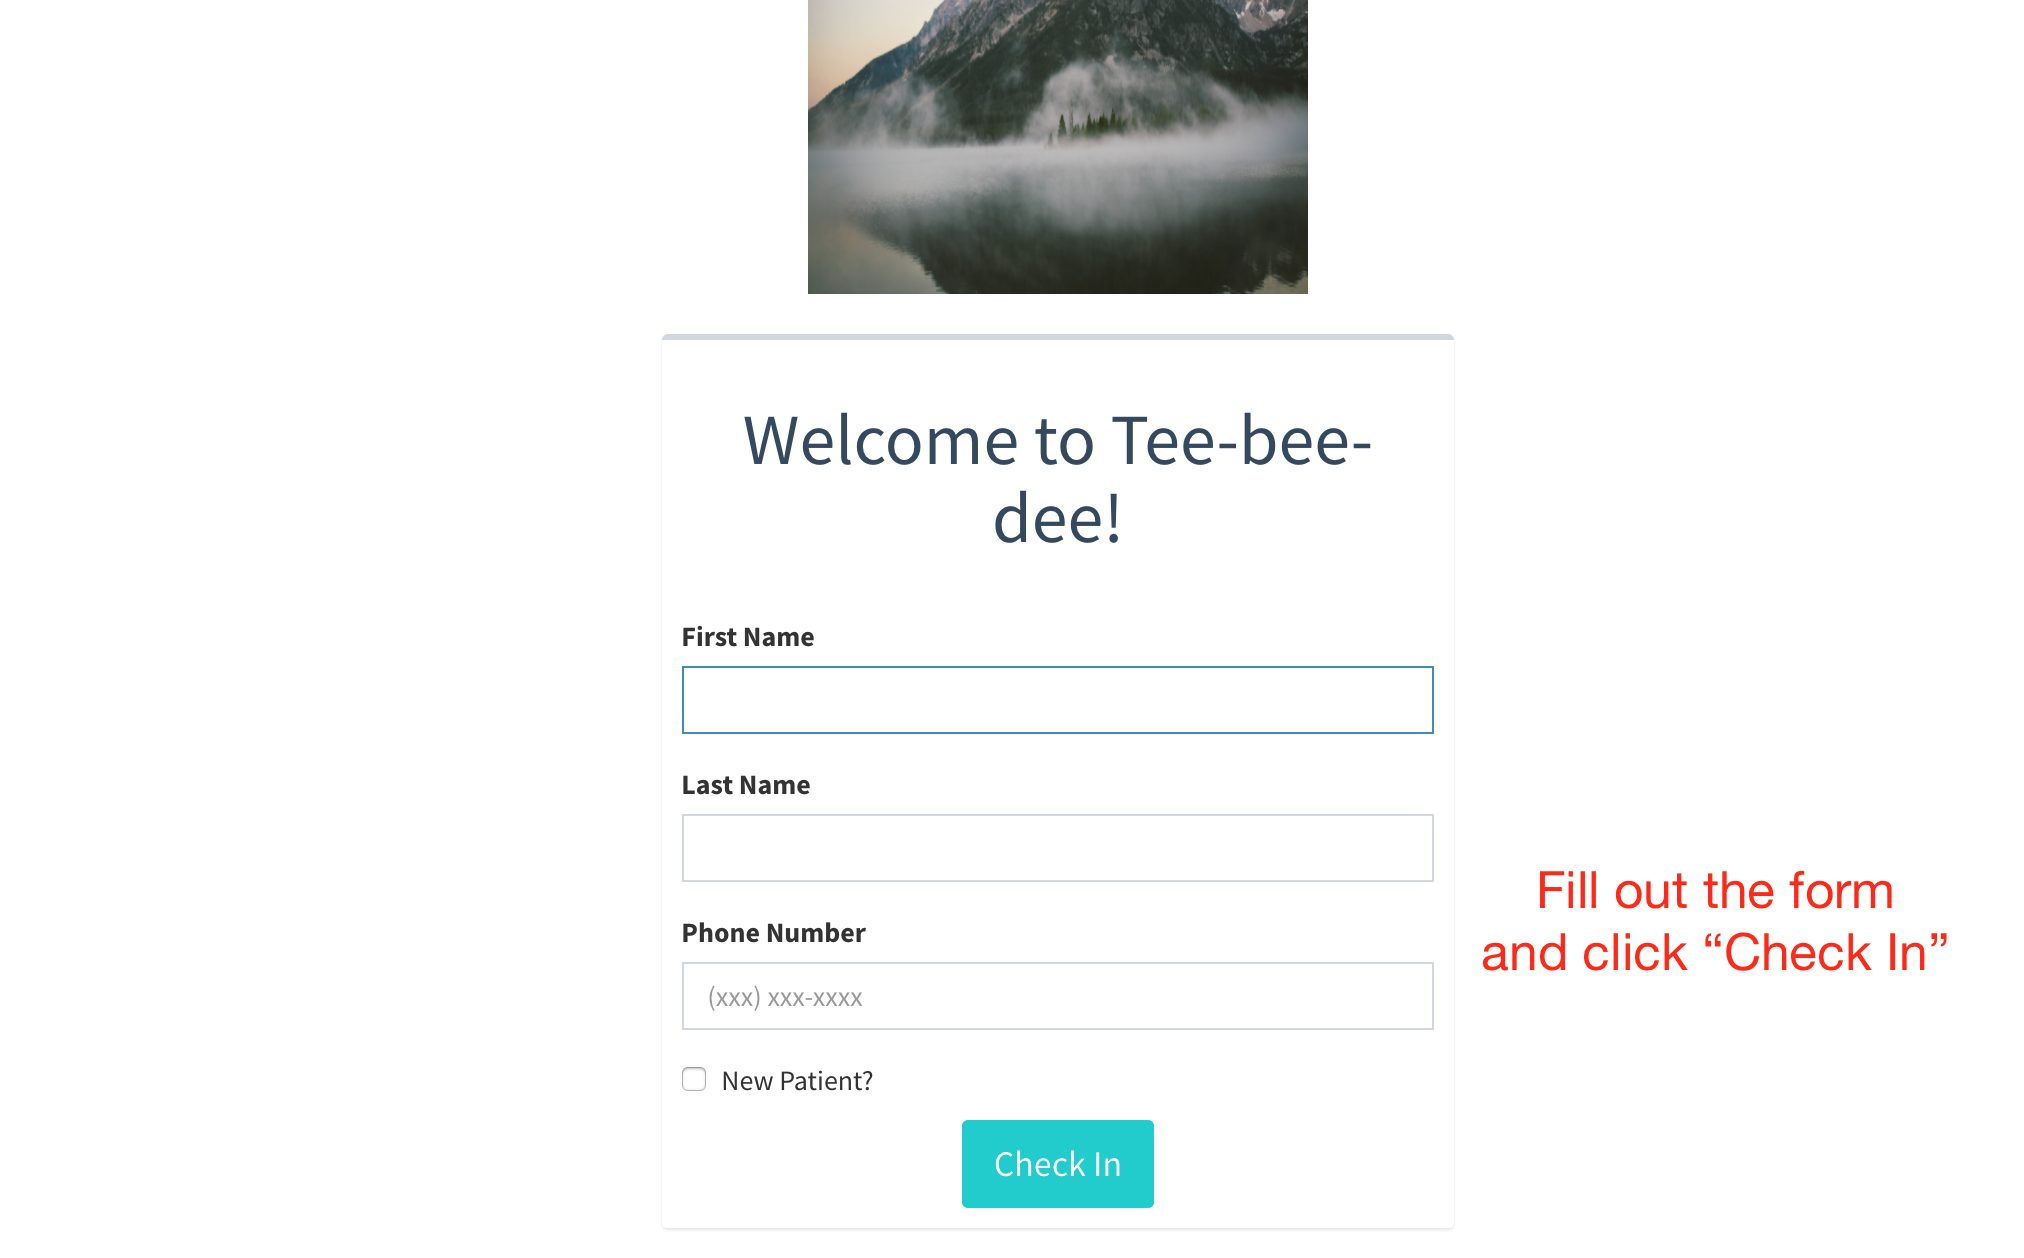 Welcome to Tee-bee-
dee!
First Name
Last Name
Phone Number
(xxx) xxx-xxxx
New Patient?
Check In
Fill out the form
and click “Check In”